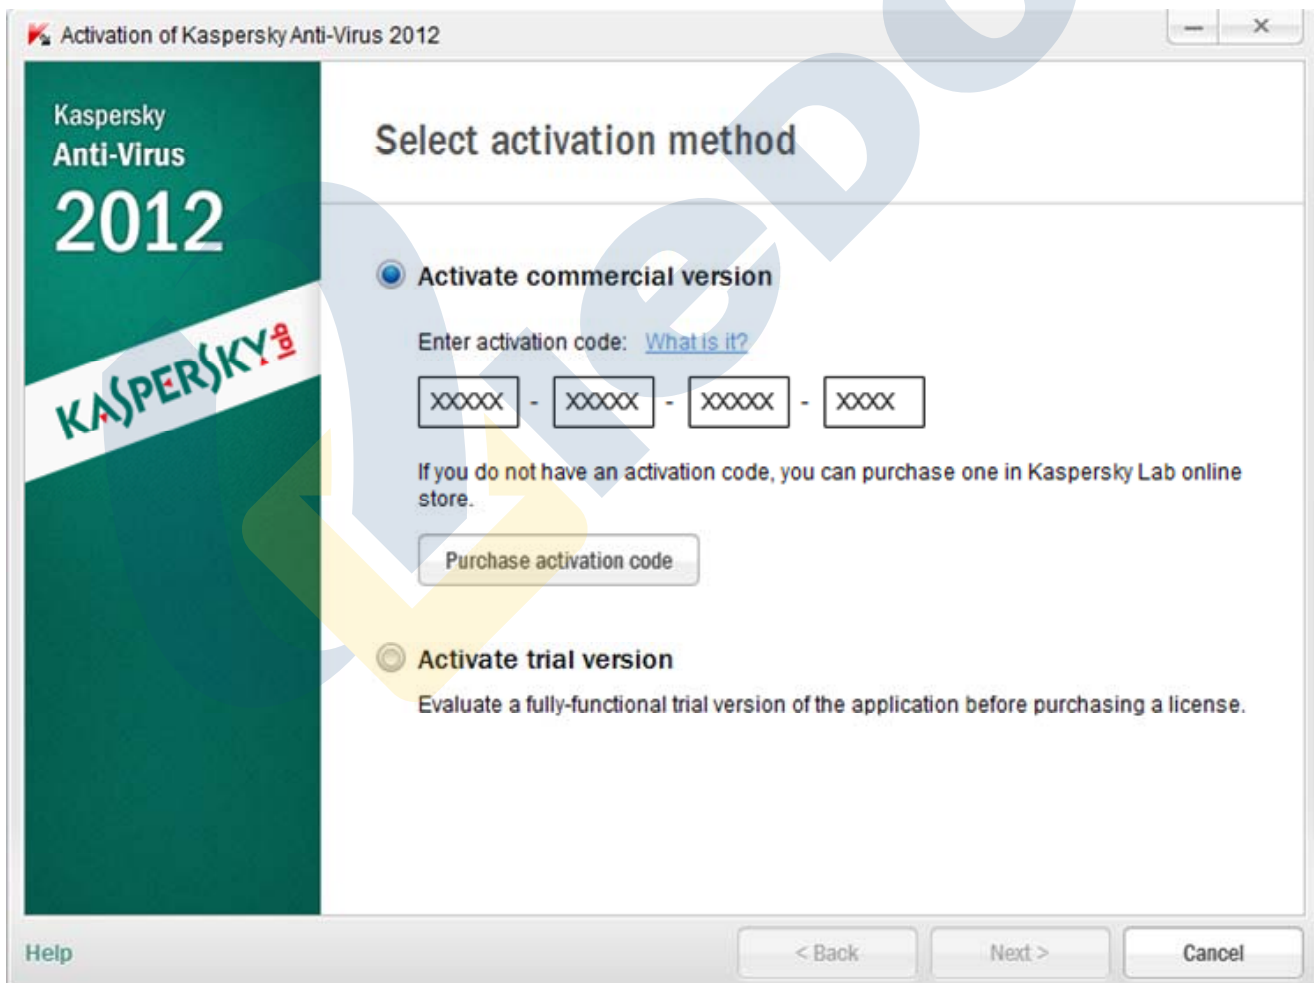 Activation of Kaspersky Anti-Virus 2012
Kaspersky
Anti-Virus
2012
KASPERSKY lab
Select activation method
Activate commercial version
Enter activation code: What is it?
XXXXX - XXXXX - XXXXX - XXXX
If you do not have an activation code, you can purchase one in Kaspersky Lab online
store.
Purchase activation code
Activate trial version
Evaluate a fully-functional trial version of the application before purchasing a license.
Help
< Back
Next >
Cancel